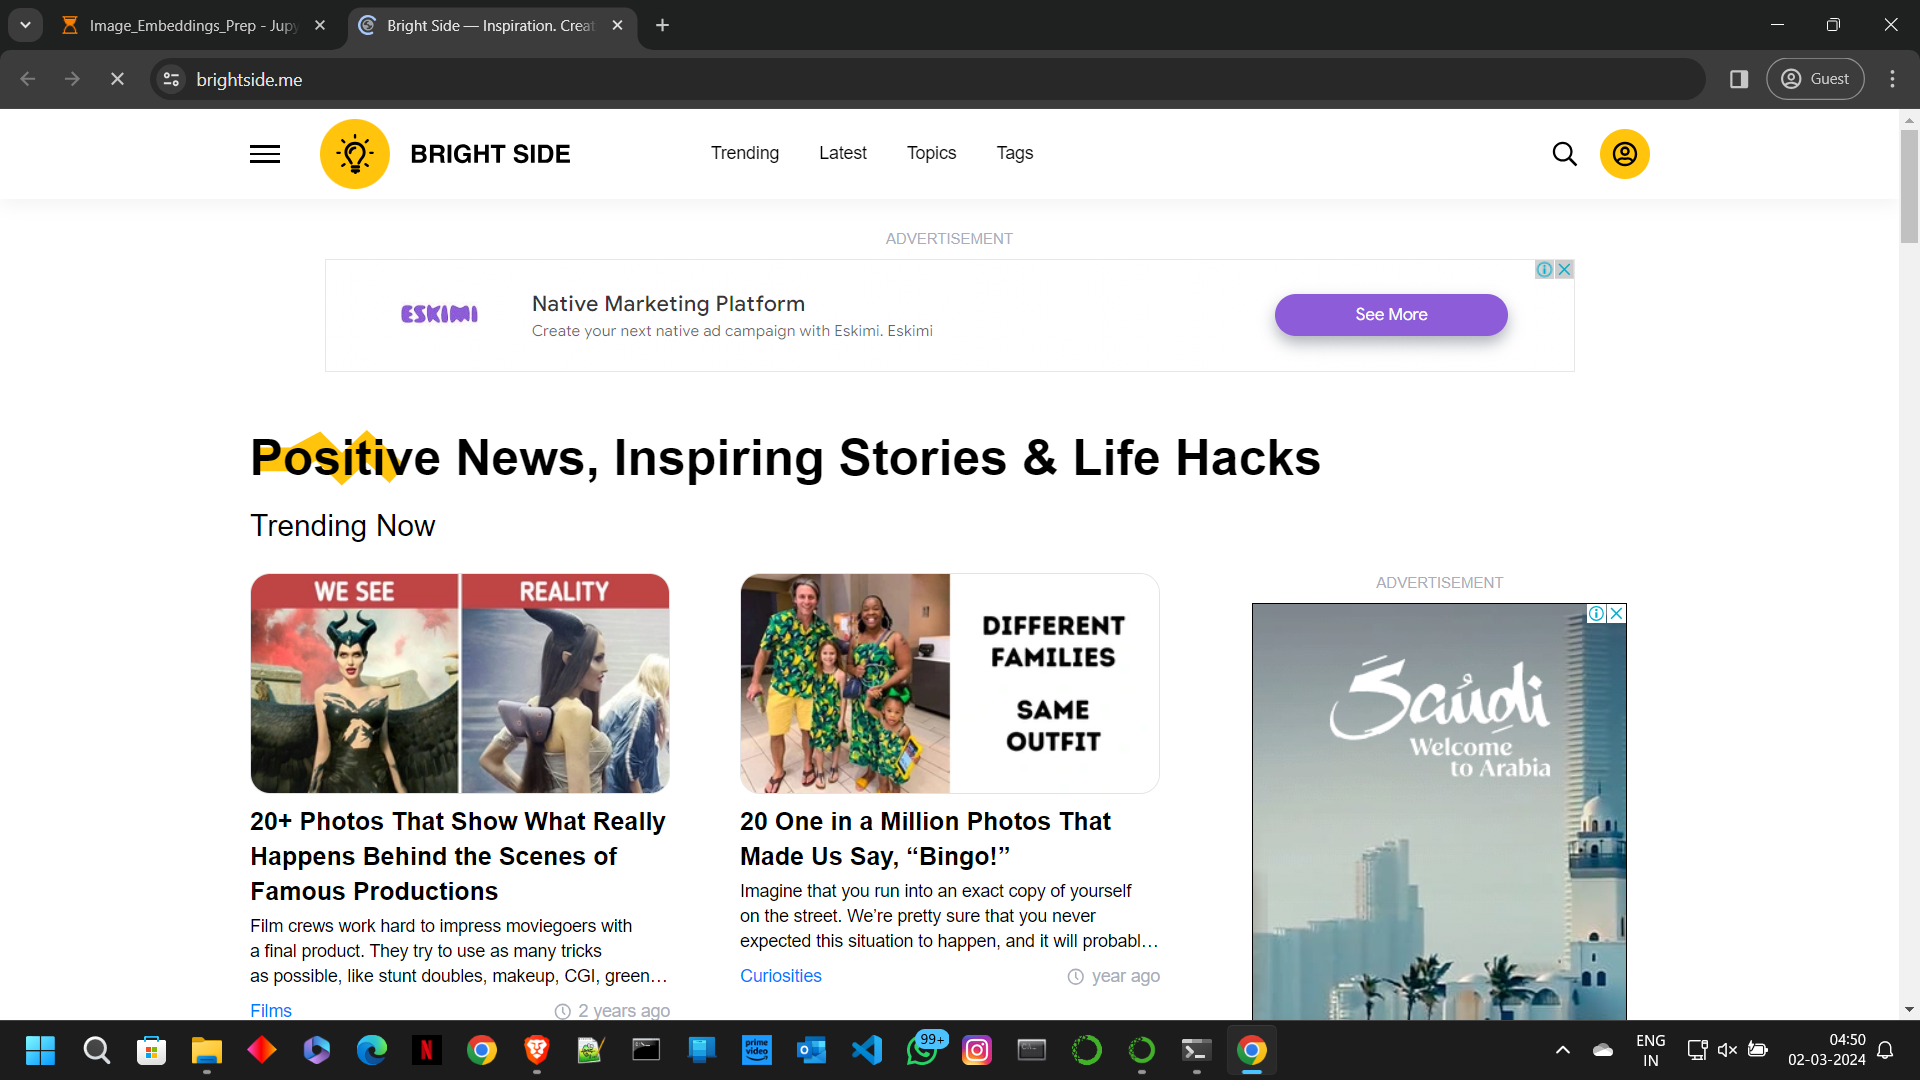 Image_Embeddings_Prep - Jupy
Bright Side — Inspiration. Creat
brightside.me
Guest
BRIGHT SIDE
Trending
Latest
Topics
Tags
ADVERTISEMENT
ESKIMI
Native Marketing Platform
Create your next native ad campaign with Eskimi. Eskimi
See More
Positive News, Inspiring Stories & Life Hacks
Trending Now
WE SEE
REALITY
20+ Photos That Show What Really
Happens Behind the Scenes of
Famous Productions
Film crews work hard to impress moviegoers with
a final product. They try to use as many tricks
as possible, like stunt doubles, makeup, CGI, green…
Films
2 years ago
DIFFERENT
FAMILIES
SAME
OUTFIT
20 One in a Million Photos That
Made Us Say, “Bingo!”
Imagine that you run into an exact copy of yourself
on the street. We’re pretty sure that you never
expected this situation to happen, and it will probabl…
Curiosities
year ago
ADVERTISEMENT
Saudi
Welcome
to Arabia
N
prime
video
99+
ENG
IN
04:50
02-03-2024